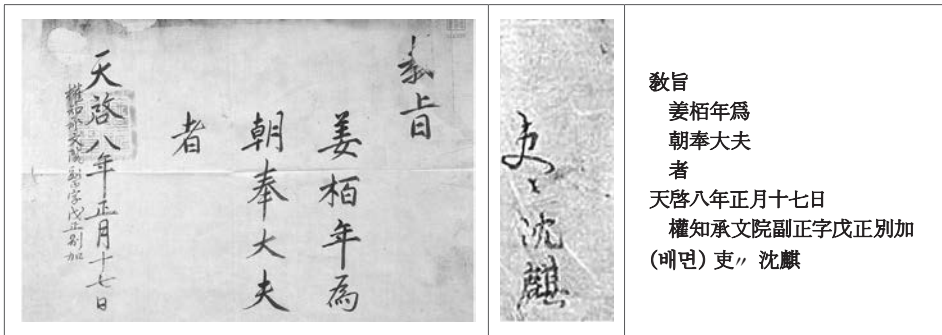 敎旨
姜栢年爲
朝奉大夫
者
天啓八年正月十七日
權知承文院副正字戊正別加
吏〃沈麒
敎旨
姜栢年爲
朝奉大夫
者
天啓八年正月十七日
權知承文院副正字戊正別加
(배면) 吏〃 沈麒